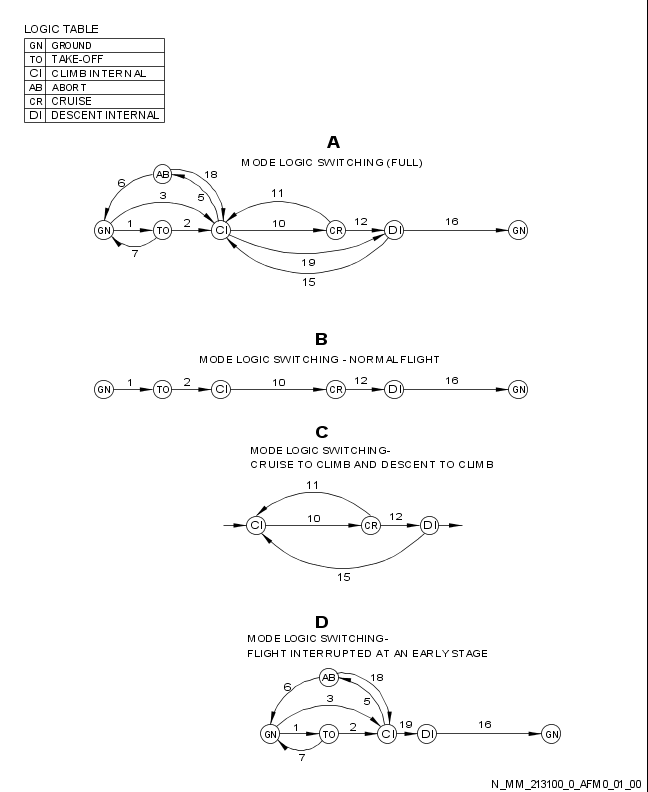 LOGIC TABLE
GN GROUND
TO TAKE-OFF
CI CLIMB INTERNAL
AB ABORT
CR CRUISE
DI DESCENT INTERNAL
A
MODE LOGIC SWITCHING (FULL)
AB 18
6 5
3 11
GN 1 TO 2 CI 10 CR 12 DI 16 GN
7 19
15
B
MODE LOGIC SWITCHING - NORMAL FLIGHT
GN 1 TO 2 CI 10 CR 12 DI 16 GN
C
MODE LOGIC SWITCHING-
CRUISE TO CLIMB AND DESCENT TO CLIMB
11
CI 10 CR 12 DI
15
D
MODE LOGIC SWITCHING-
FLIGHT INTERRUPTED AT AN EARLY STAGE
AB 18
6 5
3
GN 1 TO 2 CI 19 DI 16 GN
7
N_MM_213100_0_AFM0_01_00